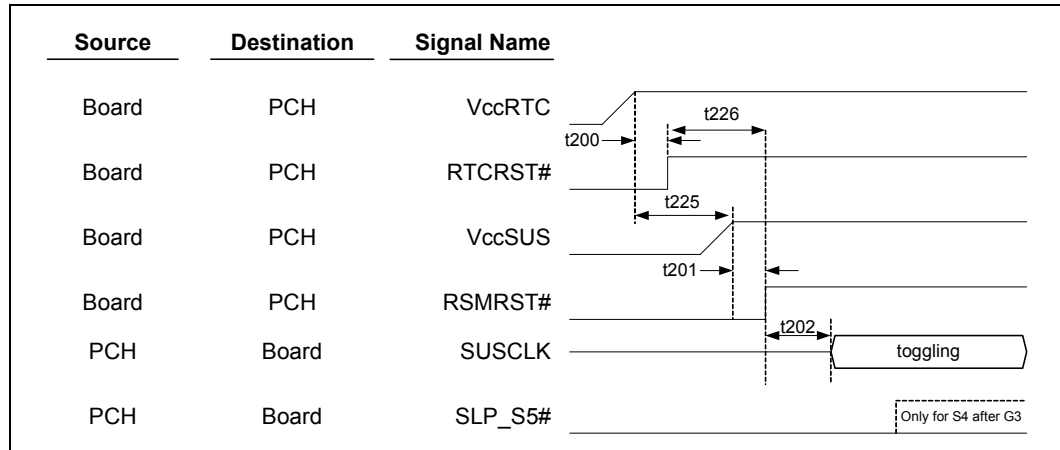 Source Destination Signal Name
Board PCH VccRTC
t226
t200
Board PCH RTCRST#
t225
Board PCH VccSUS
t201
Board PCH RSMRST#
t202
PCH Board SUSCLK toggling
PCH Board SLP_S5# Only for S4 after G3